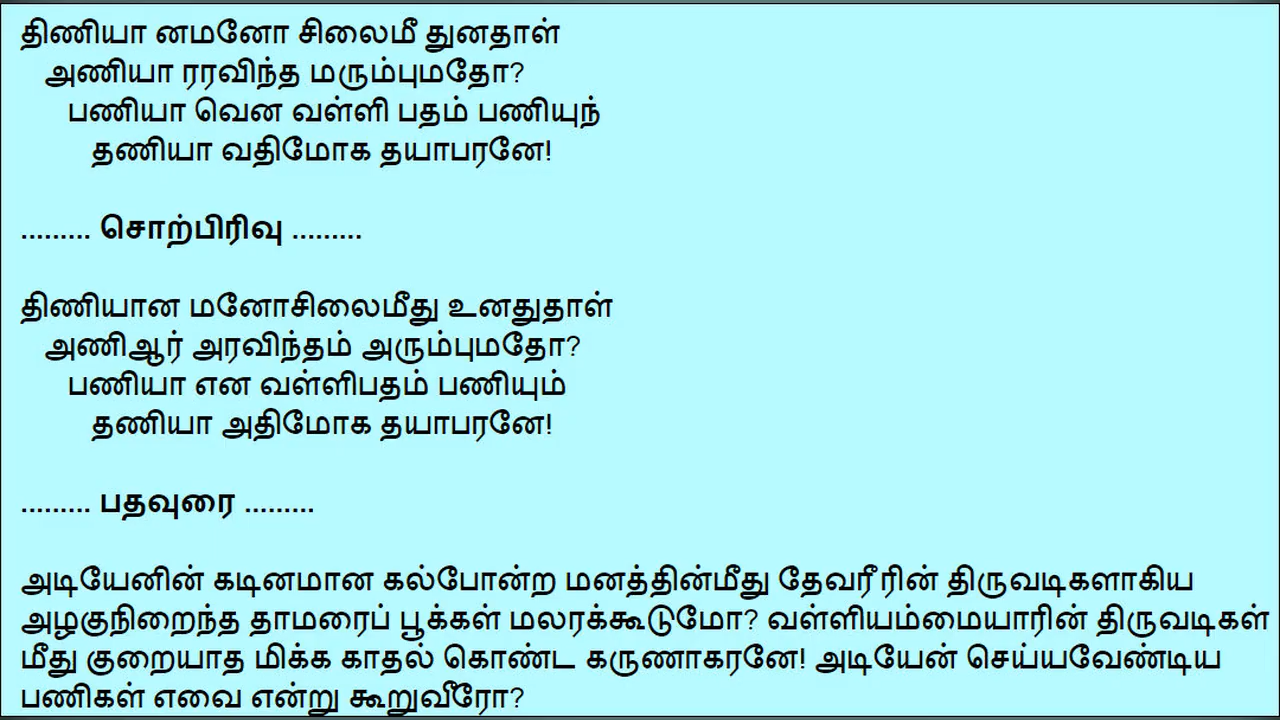 திணியா னமனோ சிலைமீ துனதாள்
அணியா ரரவிந்த மரும்புமதோ?
பணியா வென வள்ளி பதம் பணியுந்
தணியா வதிமோக தயாபரனே!
......... சொற்பிரிவு .........
திணியான மனோசிலைமீது உனதுதாள்
அணிஆர் அரவிந்தம் அரும்புமதோ?
பணியா என வள்ளிபதம் பணியும்
தணியா அதிமோக தயாபரனே!
......... பதவுரை .........
அடியேனின் கடினமான கல்போன்ற மனத்தின்மீது தேவரீரின் திருவடிகளாகிய
அழகுநிறைந்த தாமரைப் பூக்கள் மலரக்கூடுமோ? வள்ளியம்மையாரின் திருவடிகள்
மீது குறையாத மிக்க காதல் கொண்ட கருணாகரனே! அடியேன் செய்யவேண்டிய
பணிகள் எவை என்று கூறுவீரோ?